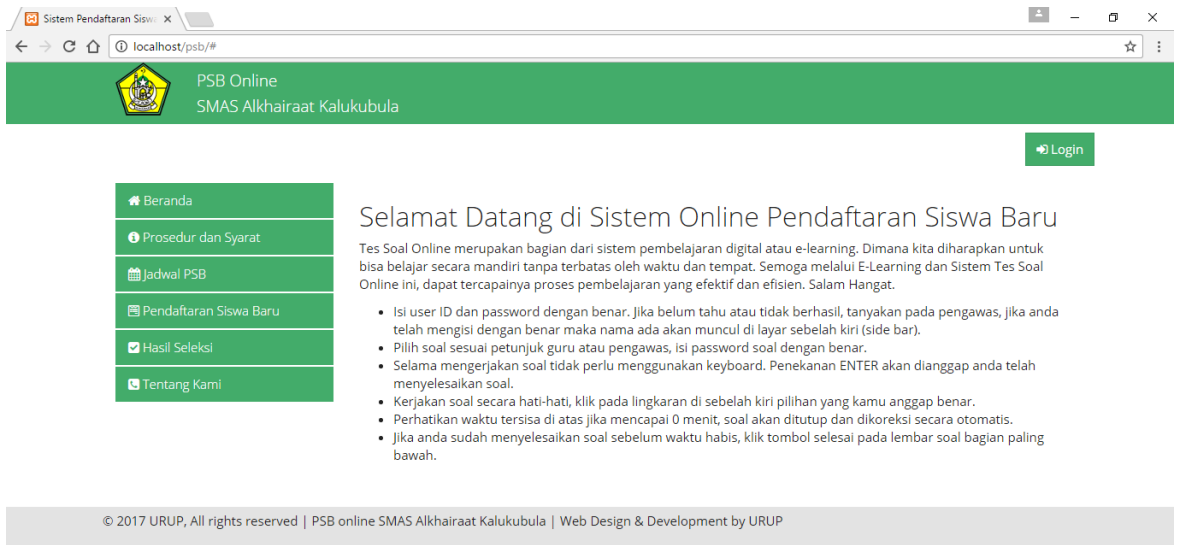 Sistem Pendaftaran Sisw
localhost/psb/#
PSB Online
SMAS Alkhairaat Kalukubula
Login
Beranda
Prosedur dan Syarat
Jadwal PSB
Pendaftaran Siswa Baru
Hasil Seleksi
Tentang Kami
Selamat Datang di Sistem Online Pendaftaran Siswa Baru
Tes Soal Online merupakan bagian dari sistem pembelajaran digital atau e-learning. Dimana kita diharapkan untuk
bisa belajar secara mandiri tanpa terbatas oleh waktu dan tempat. Semoga melalui E-Learning dan Sistem Tes Soal
Online ini, dapat tercapainya proses pembelajaran yang efektif dan efisien. Salam Hangat.
• Isi user ID dan password dengan benar. Jika belum tahu atau tidak berhasil, tanyakan pada pengawas, jika anda
telah mengisi dengan benar maka nama ada akan muncul di layar sebelah kiri (side bar).
• Pilih soal sesuai petunjuk guru atau pengawas, isi password soal dengan benar.
• Selama mengerjakan soal tidak perlu menggunakan keyboard. Penekanan ENTER akan dianggap anda telah
menyelesaikan soal.
• Kerjakan soal secara hati-hati, klik pada lingkaran di sebelah kiri pilihan yang kamu anggap benar.
• Perhatikan waktu tersisa di atas jika mencapai 0 menit, soal akan ditutup dan dikoreksi secara otomatis.
• Jika anda sudah menyelesaikan soal sebelum waktu habis, klik tombol selesai pada lembar soal bagian paling
bawah.
© 2017 URUP, All rights reserved | PSB online SMAS Alkhairaat Kalukubula | Web Design & Development by URUP